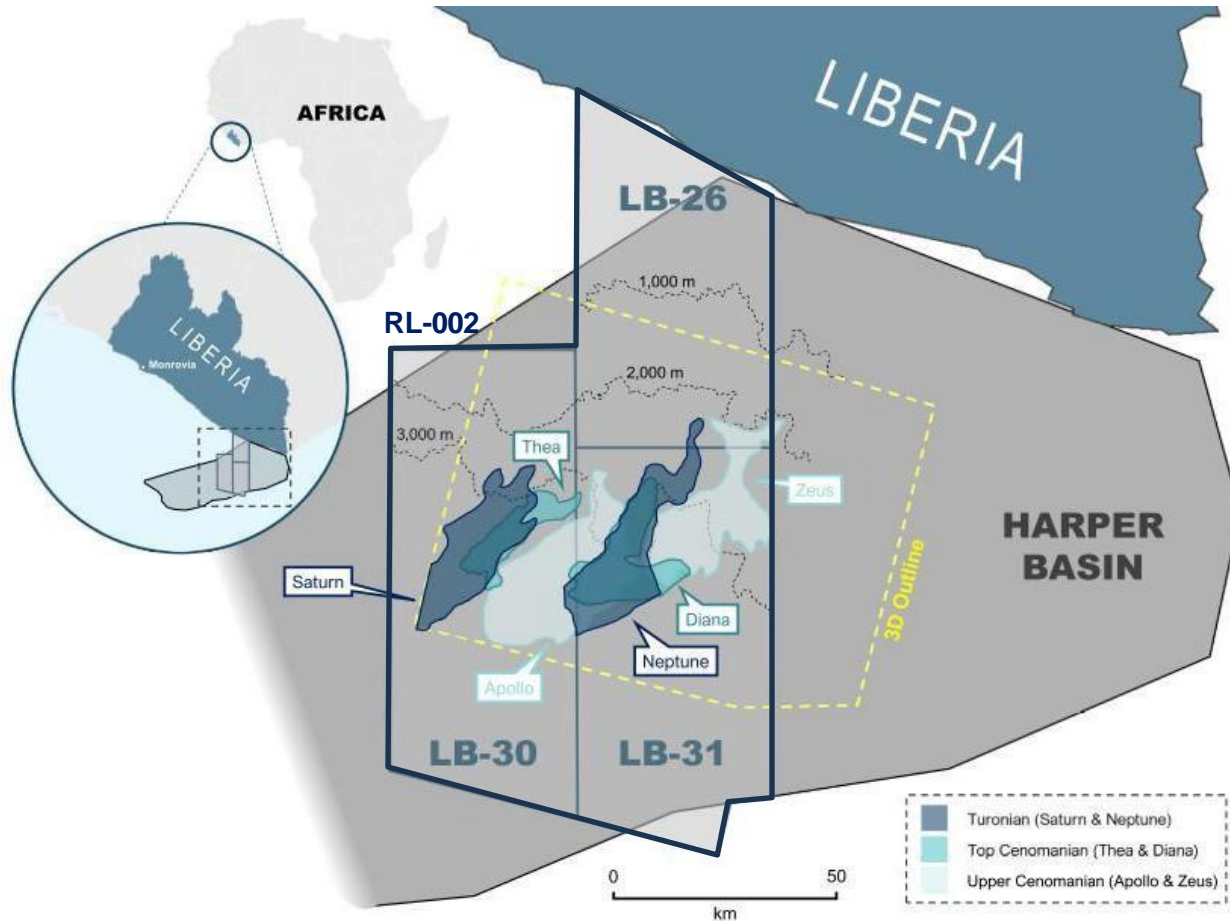 AFRICA
LIBERIA
LIBERIA
Monrovia
LB-26
1,000 m
RL-002
2,000 m
3,000 m
Thea
Zeus
HARPER
BASIN
3D Outline
Saturn
Diana
Neptune
Apollo
LB-30
LB-31
Turonian (Saturn & Neptune)
Top Cenomanian (Thea & Diana)
Upper Cenomanian (Apollo & Zeus)
0
50
km